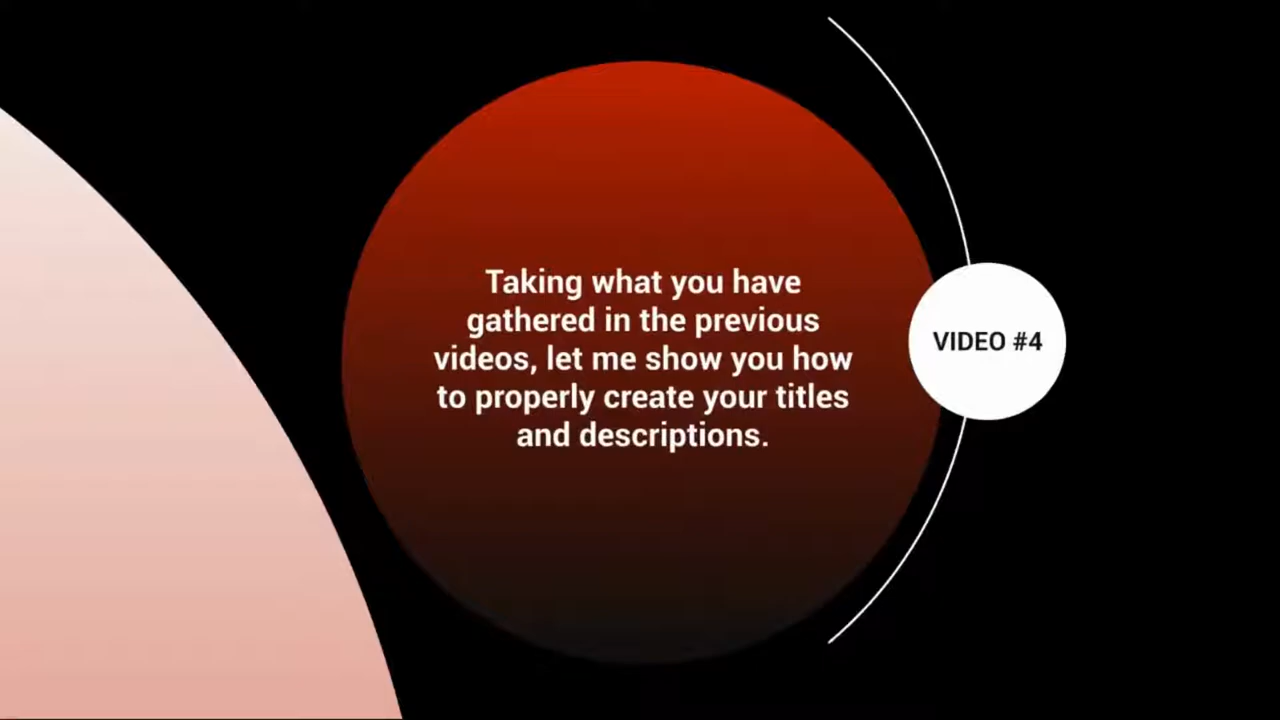 Taking what you have
gathered in the previous
videos, let me show you how
to properly create your titles
and descriptions.
VIDEO #4